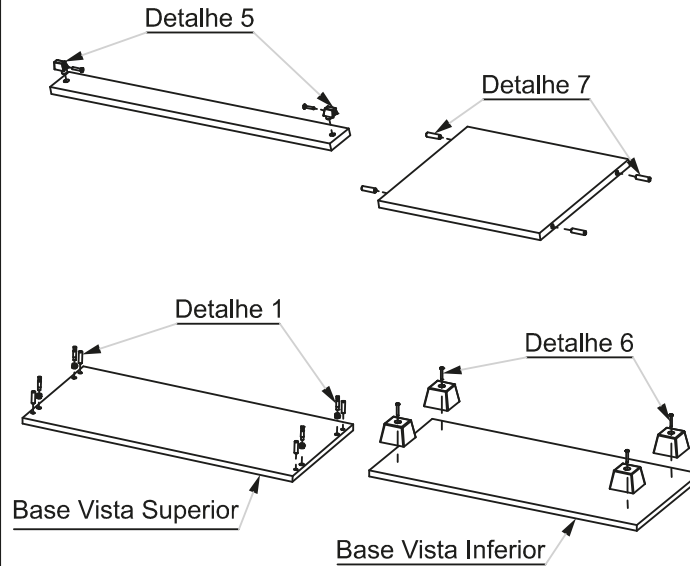 Detalhe 5
Detalhe 7
Detalhe 1
Detalhe 6
Base Vista Superior
Base Vista Inferior